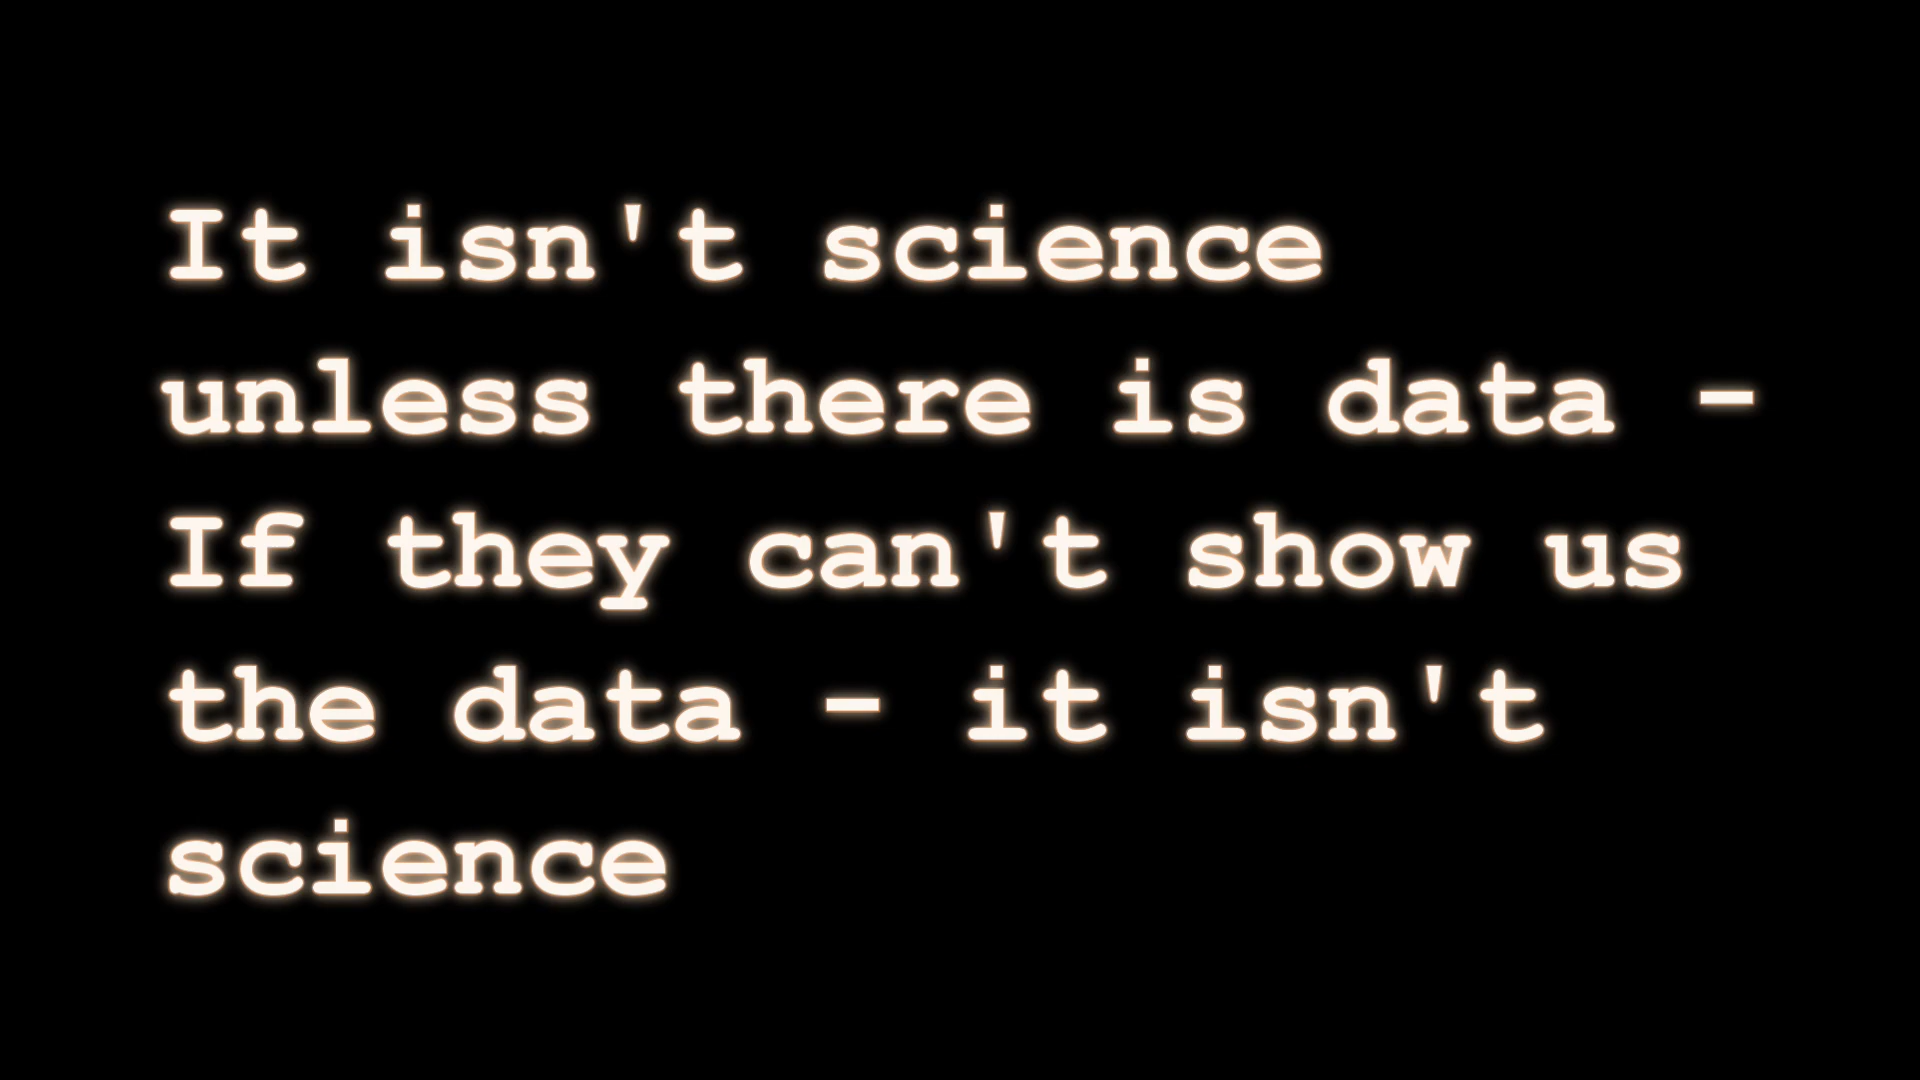 It isn't science
unless there is data -
If they can't show us
the data - it isn't
science